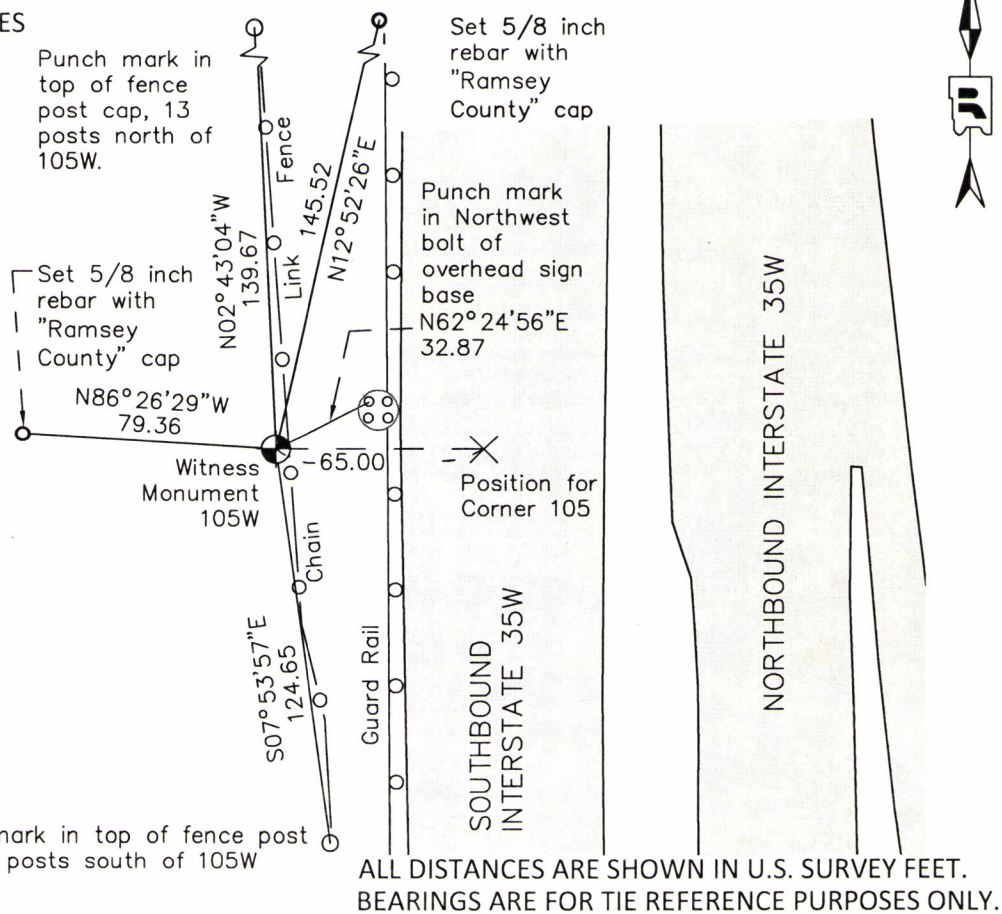 ES
Punch mark in
top of fence
post cap, 13
posts north of
105W.
Set 5/8 inch
rebar with
"Ramsey
County" cap
Fence
Link
N02°43'04"W
139.67
145.52
N12°52'26"E
Punch mark
in Northwest
bolt of
overhead sign
base
N62°24'56"E
32.87
Set 5/8 inch
rebar with
"Ramsey
County" cap
N86°26'29"W
79.36
Witness
Monument
105W
65.00
Position for
Corner 105
Chain
S07°53'57"E
124.65
Guard Rail
SOUTHBOUND
INTERSTATE 35W
NORTHBOUND INTERSTATE 35W
mark in top of fence post
posts south of 105W
ALL DISTANCES ARE SHOWN IN U.S. SURVEY FEET.
BEARINGS ARE FOR TIE REFERENCE PURPOSES ONLY.